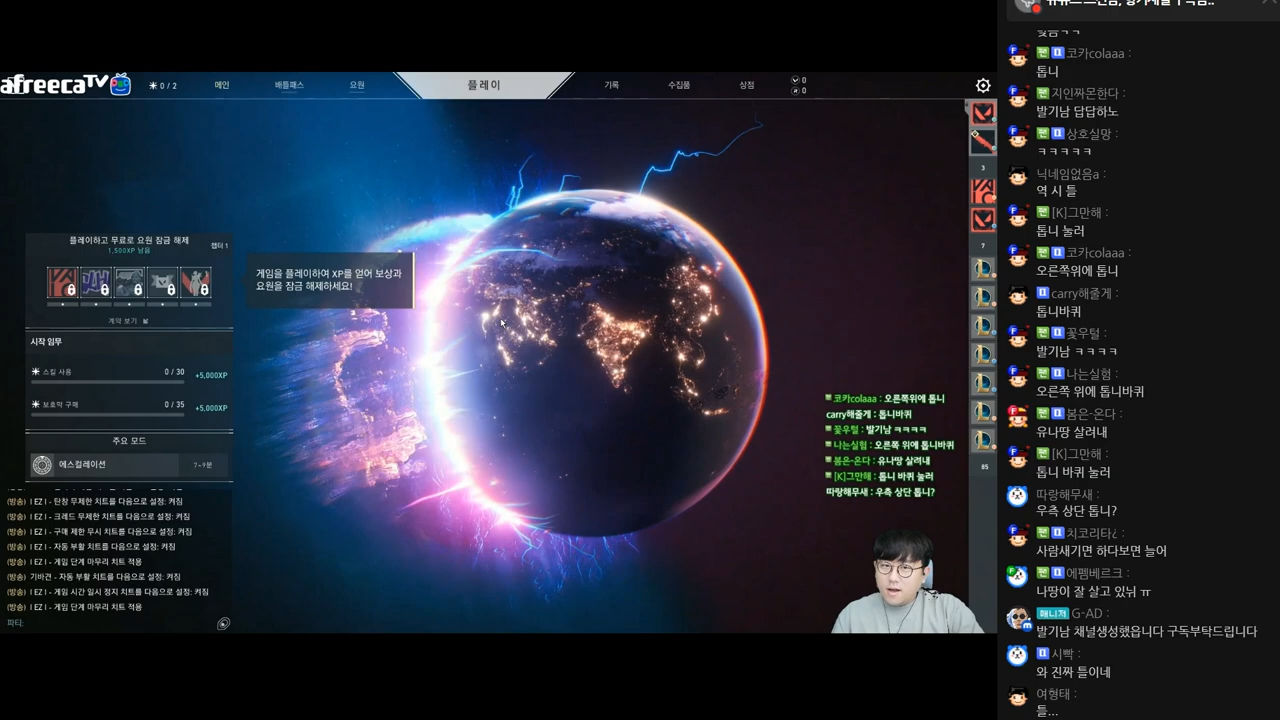 afreecaTV
0 / 2
메인
배틀패스
요원
플레이
기록
수집품
상점
0
0
플레이하고 무료로 요원 잠금 해제
챕터 1
1,500XP 남음
계약 보기
게임을 플레이하여 XP를 얻어 보상과
요원을 잠금 해제하세요!
시작 임무
스킬 사용
0 / 30
+5,000XP
보호막 구매
0 / 35
+5,000XP
주요 모드
에스컬레이션
7~9분
(방송) | EZ | - 탄창 무제한 치트를 다음으로 설정: 켜짐
(방송) | EZ | - 크레드 무제한 치트를 다음으로 설정: 켜짐
(방송) | EZ | - 구매 제한 무시 치트를 다음으로 설정: 켜짐
(방송) | EZ | - 자동 부활 치트를 다음으로 설정: 켜짐
(방송) | EZ | - 게임 단계 마무리 치트 적용
(방송) 기바견 - 자동 부활 치트를 다음으로 설정: 켜짐
(방송) | EZ | - 게임 시간 일시 정지 치트를 다음으로 설정: 켜짐
(방송) | EZ | - 게임 단계 마무리 치트 적용
파티:
3
7
65
코카colaaa : 오른쪽위에 톱니
carry해줄게 : 톱니바퀴
꽃우털 : 발기남 ㅋㅋㅋㅋ
나는실험 : 오른쪽 위에 톱니바퀴
봄은-온다 : 유나땅 살려내
[K]그만해 : 톱니 바퀴 눌러
따랑해무새 : 우측 상단 톱니?
팬 코카colaaa :
톱니
팬 지인짜몬한다 :
발기남 답답하노
팬 상호실망 :
ㅋㅋㅋㅋㅋ
닉네임없음a :
역 시 틀
팬 [K]그만해 :
톱니 눌러
팬 코카colaaa :
오른쪽위에 톱니
carry해줄게 :
톱니바퀴
팬 꽃우털 :
발기남 ㅋㅋㅋㅋ
팬 나는실험 :
오른쪽 위에 톱니바퀴
팬 봄은-온다 :
유나땅 살려내
팬 [K]그만해 :
톱니 바퀴 눌러
따랑해무새 :
우측 상단 톱니?
팬 치코리타¿ :
사람새기면 하다보면 늘어
팬 에펨베르크 :
나땅이 잘 살고 있뉘 ㅠ
매니저 G-AD :
발기남 채널생성했읍니다 구독부탁드립니다
시빡 :
와 진짜 틀이네
여형태 :
틀...